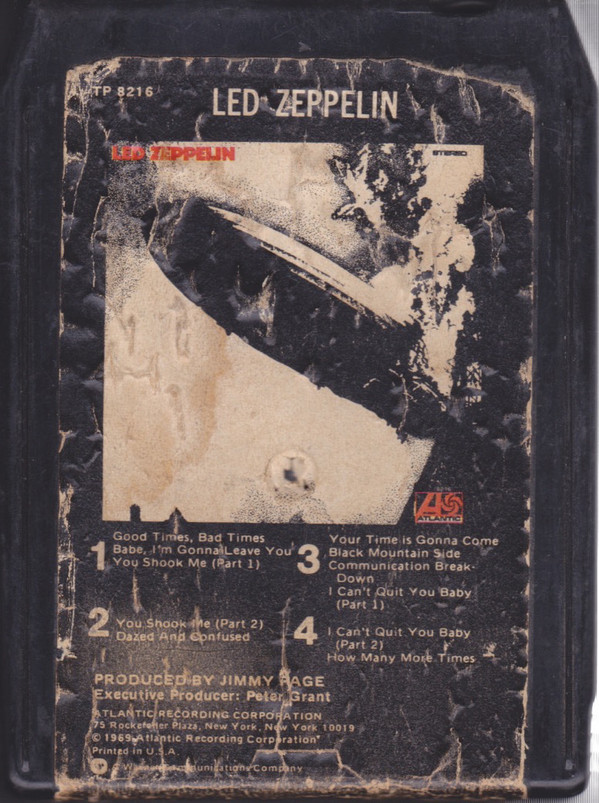 TP 8216
LED ZEPPELIN
LED ZEPPELIN
STEREO
ATLANTIC
1
Good Times, Bad Times
Babe, I'm Gonna Leave You
You Shook Me (Part 1)
2
You Shook Me (Part 2)
Dazed And Confused
3
Your Time is Gonna Come
Black Mountain Side
Communication Break-
Down
I Can't Quit You Baby
(Part 1)
4
I Can't Quit You Baby
(Part 2)
How Many More Times
PRODUCED BY JIMMY PAGE
Executive Producer: Peter Grant
ATLANTIC RECORDING CORPORATION
75 Rockefeller Plaza, New York, New York 10019
© 1969 Atlantic Recording Corporation
Printed in U.S.A.
A Warner Communications Company